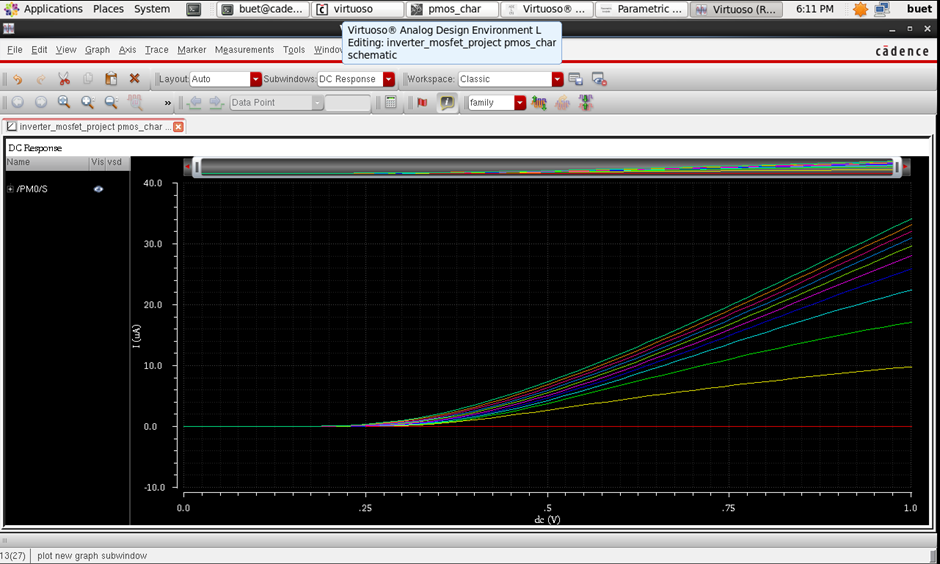 Applications Places System buet@cade... virtuoso pmos_char Virtuoso® ... Parametric ... Virtuoso (R... 6:11 PM buet
Virtuoso® Analog Design Environment L
Editing: inverter_mosfet_project pmos_char
schematic
File Edit View Graph Axis Trace Marker Measurements Tools Window
cādence
Layout Auto Subwindows: DC Response Workspace: Classic
» Data Point family
inverter_mosfet_project pmos_char ...
DC Response
Name Vis vsd
/PM0/S
40.0
30.0
20.0
10.0
0.0
-10.0
I (uA)
0.0 .25 .5 .75 1.0
dc (V)
13(27) plot new graph subwindow